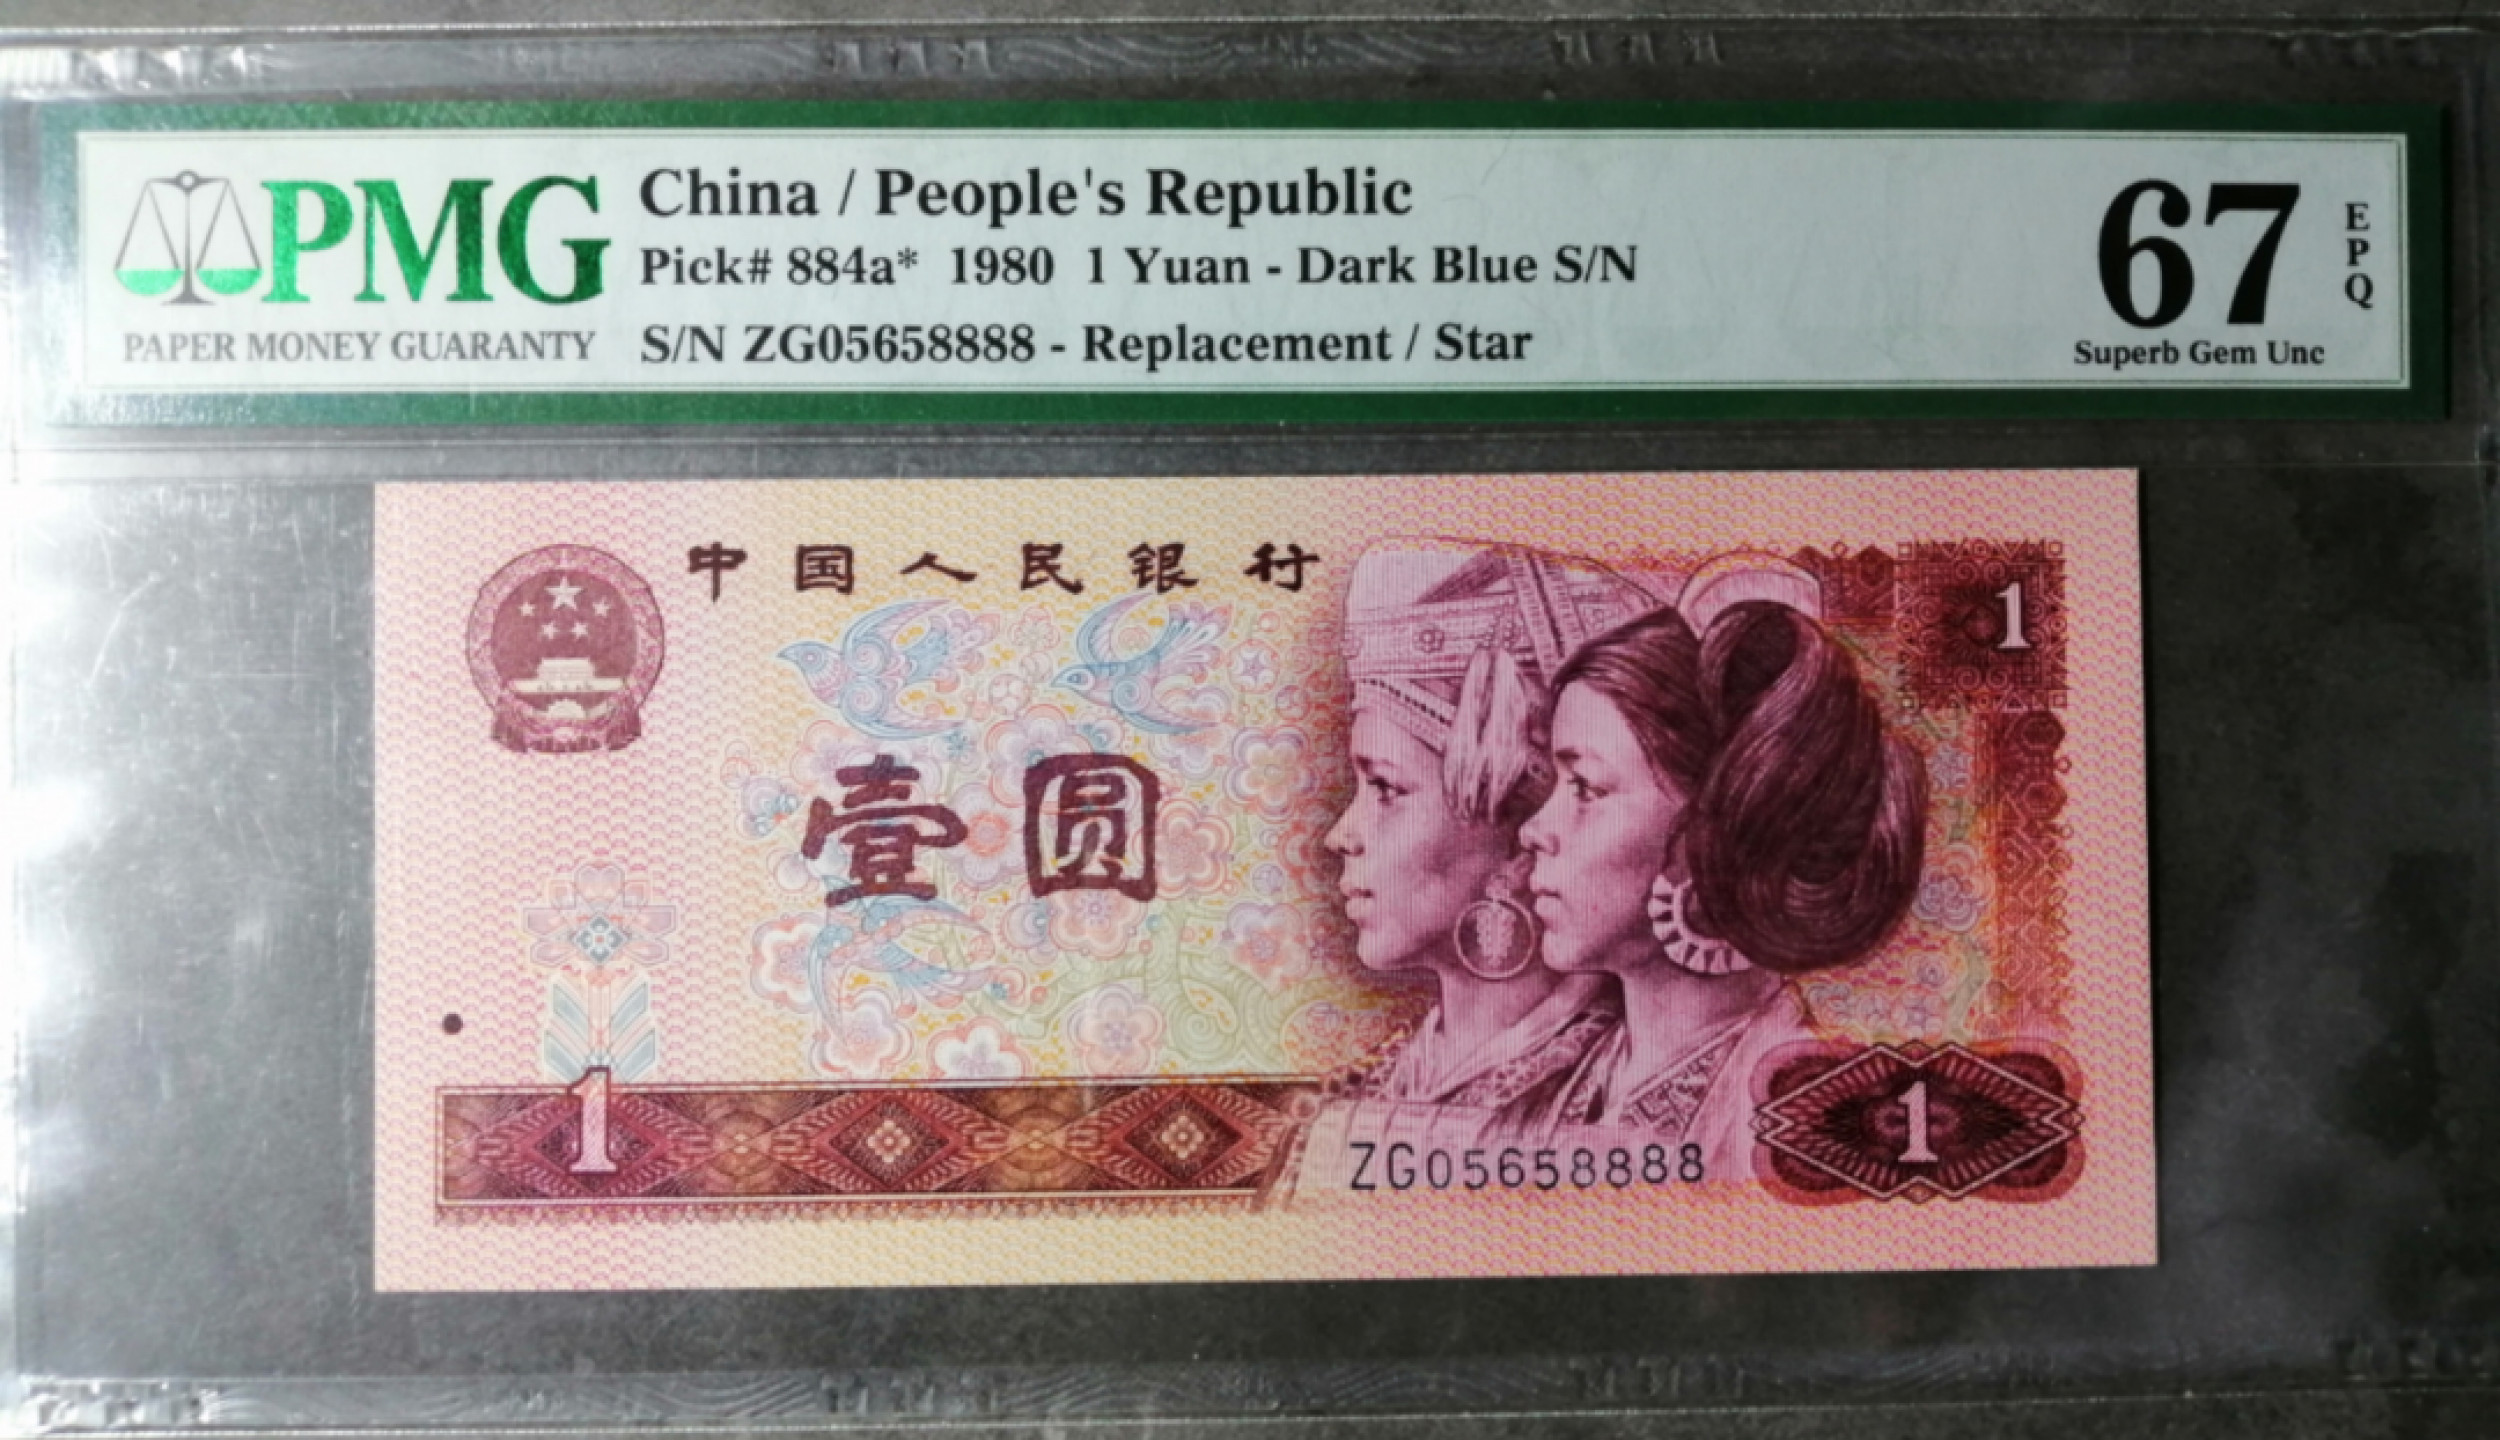 PMG
PAPER MONEY GUARANTY
China / People's Republic
Pick# 884a* 1980 1 Yuan - Dark Blue S/N
S/N ZG05658888 - Replacement / Star
67
EPQ
Superb Gem Unc
中国人民银行
1
壹圆
1
ZG05658888
1